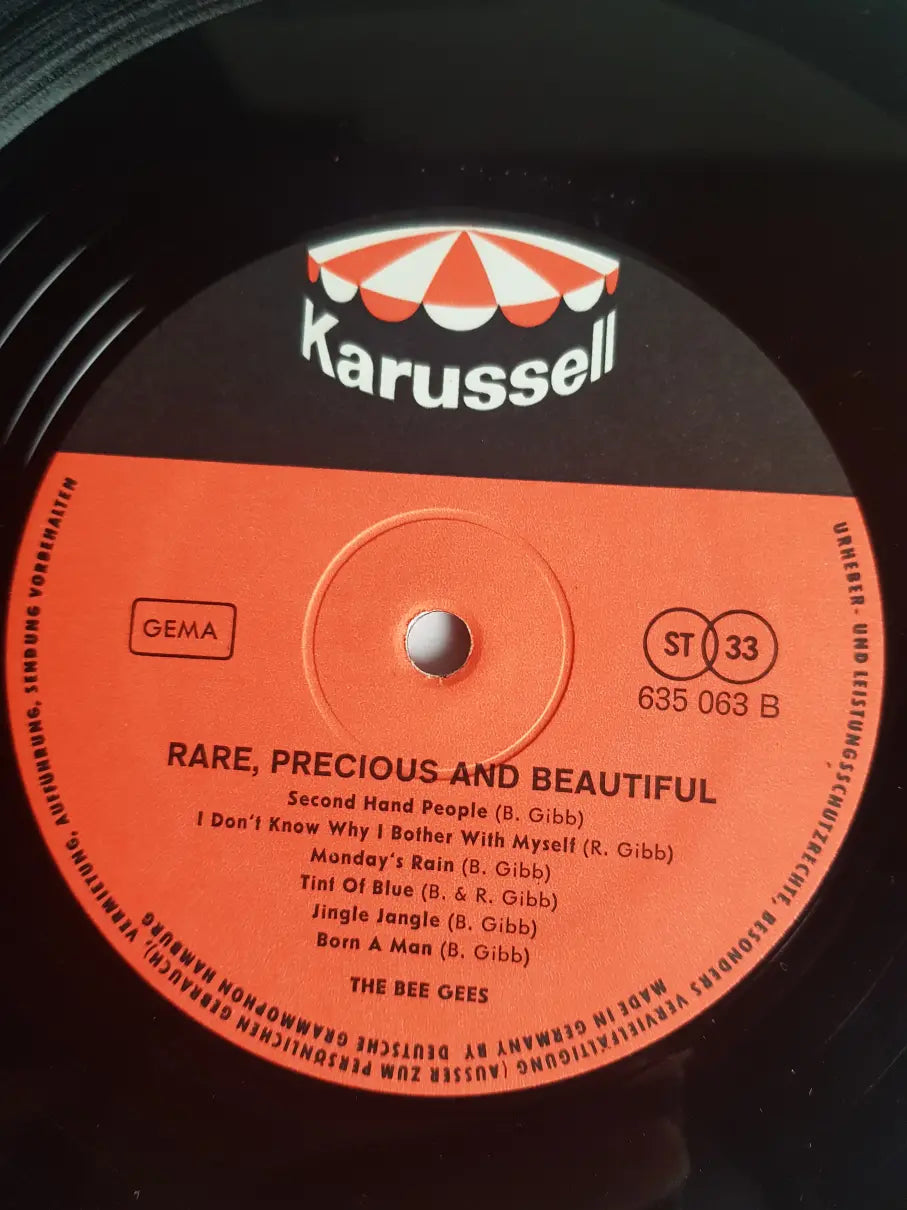 Karussell
GEMA
ST 33
635 063 B
RARE, PRECIOUS AND BEAUTIFUL
Second Hand People (B. Gibb)
I Don't Know Why I Bother With Myself (R. Gibb)
Monday's Rain (B. Gibb)
Tint Of Blue (B. & R. Gibb)
Jingle Jangle (B. Gibb)
Born A Man (B. Gibb)
THE BEE GEES
URHEBER- UND LEISTUNGSSCHUTZRECHTE, BESONDERS VERVIELFÄLTIGUNG (AUSSER ZUM PERSÖNLICHEN GEBRAUCH), VERMIETUNG, AUFFÜHRUNG, SENDUNG VORBEHALTEN
MADE IN GERMANY BY DEUTSCHE GRAMMOPHON HAMBURG